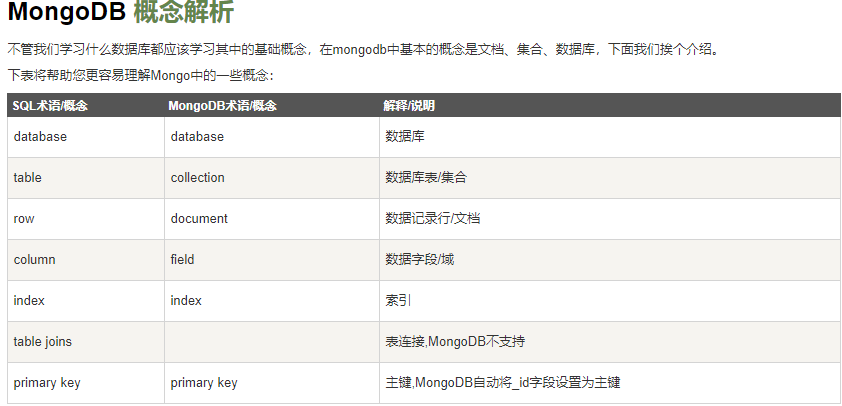 MongoDB 概念解析
不管我们学习什么数据库都应该学习其中的基础概念，在mongodb中基本的概念是文档、集合、数据库，下面我们挨个介绍。
下表将帮助您更容易理解Mongo中的一些概念：
SQL术语/概念 MongoDB术语/概念 解释/说明
database database 数据库
table collection 数据库表/集合
row document 数据记录行/文档
column field 数据字段/域
index index 索引
table joins 表连接,MongoDB不支持
primary key primary key 主键,MongoDB自动将_id字段设置为主键